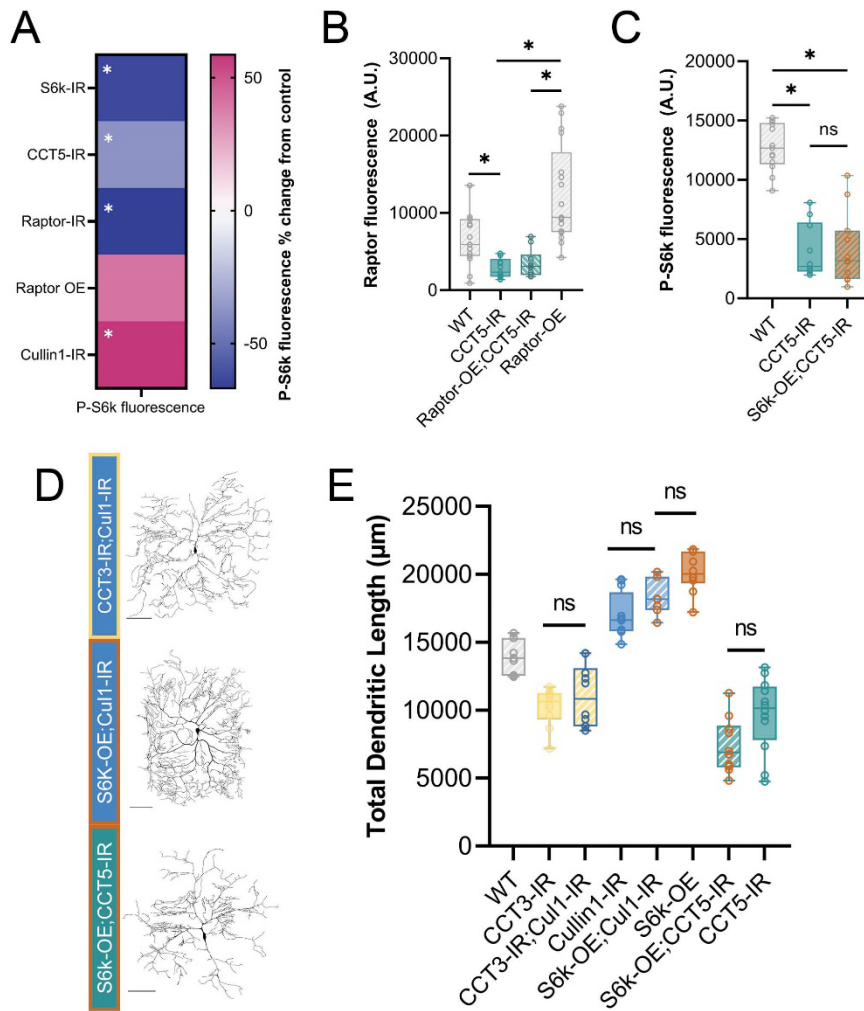 A
S6k-IR
CCT5-IR
Raptor-IR
Raptor OE
Cullin1-IR
*
*
*
*
P-S6k fluorescence
50
0
-50
P-S6k fluorescence % change from control
B
Raptor fluorescence (A.U.)
30000
20000
10000
0
*
*
*
WT
CCT5-IR
Raptor-OE;CCT5-IR
Raptor-OE
C
P-S6k fluorescence (A.U.)
20000
15000
10000
5000
0
*
*
ns
WT
CCT5-IR
S6k-OE;CCT5-IR
D
CCT3-IR;Cul1-IR
S6K-OE;Cul1-IR
S6k-OE;CCT5-IR
E
Total Dendritic Length (µm)
25000
20000
15000
10000
5000
0
ns
ns
ns
ns
WT
CCT3-IR
CCT3-IR;Cul1-IR
Cullin1-IR
S6k-OE;Cul1-IR
S6k-OE
S6k-OE;CCT5-IR
CCT5-IR